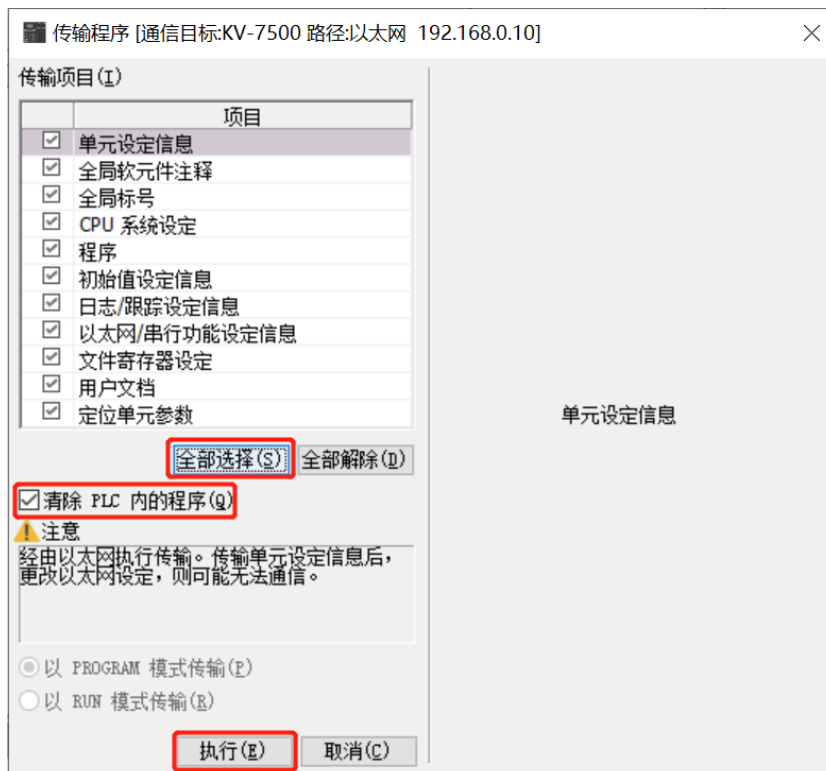 传输程序 [通信目标:KV-7500 路径:以太网 192.168.0.10]
传输项目(I)
项目
单元设定信息
全局软元件注释
全局标号
CPU 系统设定
程序
初始值设定信息
日志/跟踪设定信息
以太网/串行功能设定信息
文件寄存器设定
用户文档
定位单元参数
单元设定信息
全部选择(S) 全部解除(D)
清除 PLC 内的程序(Q)
注意
经由以太网执行传输。传输单元设定信息后，
更改以太网设定，则可能无法通信。
以 PROGRAM 模式传输(P)
以 RUN 模式传输(R)
执行(E) 取消(C)